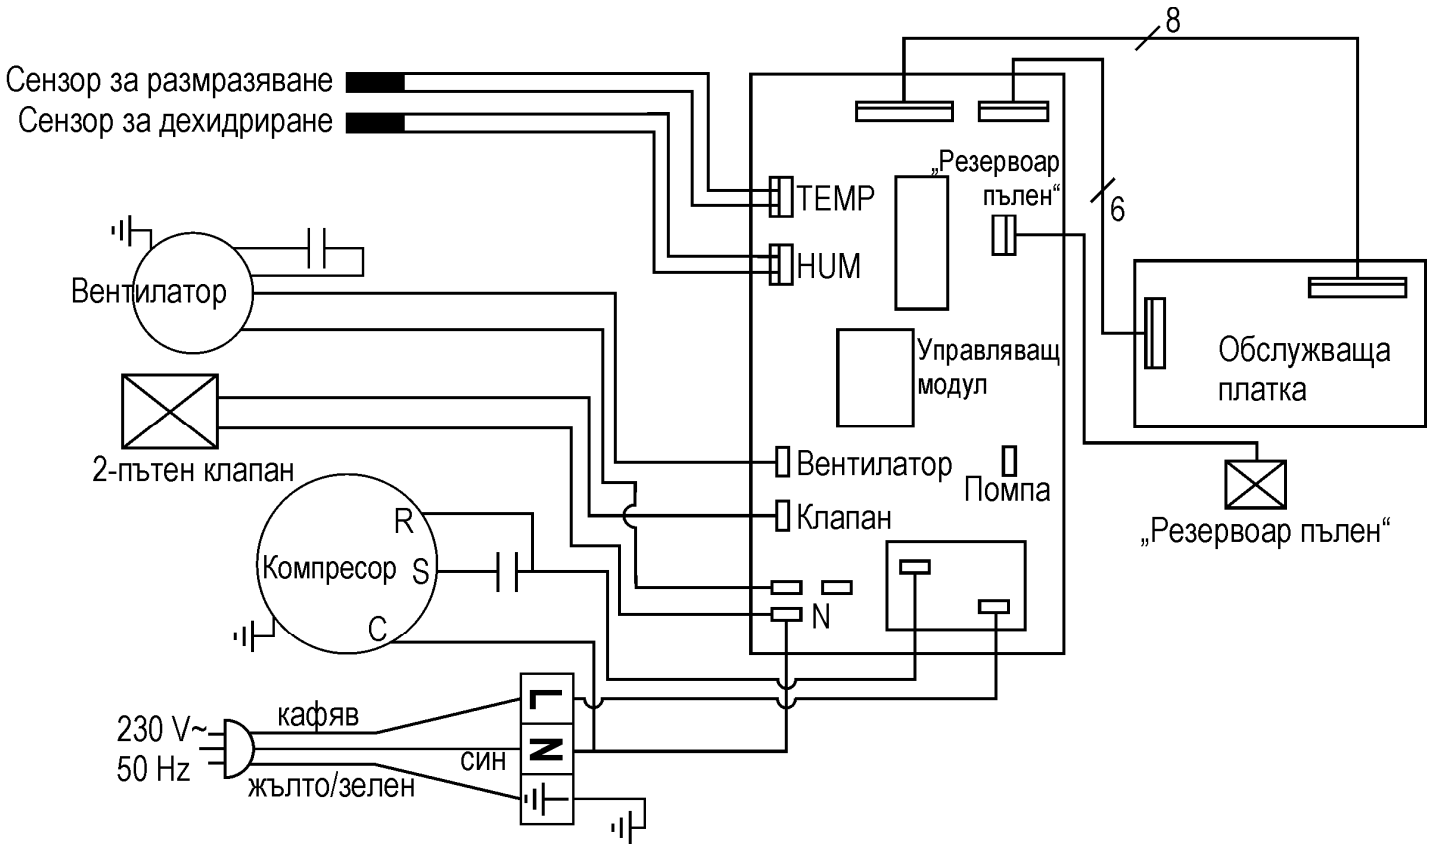 8
Сензор за размразяване
Сензор за дехидриране
„Резервоар
пълен“
TEMP
6
HUM
Вентилатор
Управляващ
модул
Обслужваща
платка
2-пътен клапан
Вентилатор
Помпа
R
Клапан
„Резервоар пълен“
Компресор S
C
N
L
кафяв
230 V~
N
син
50 Hz
жълто/зелен